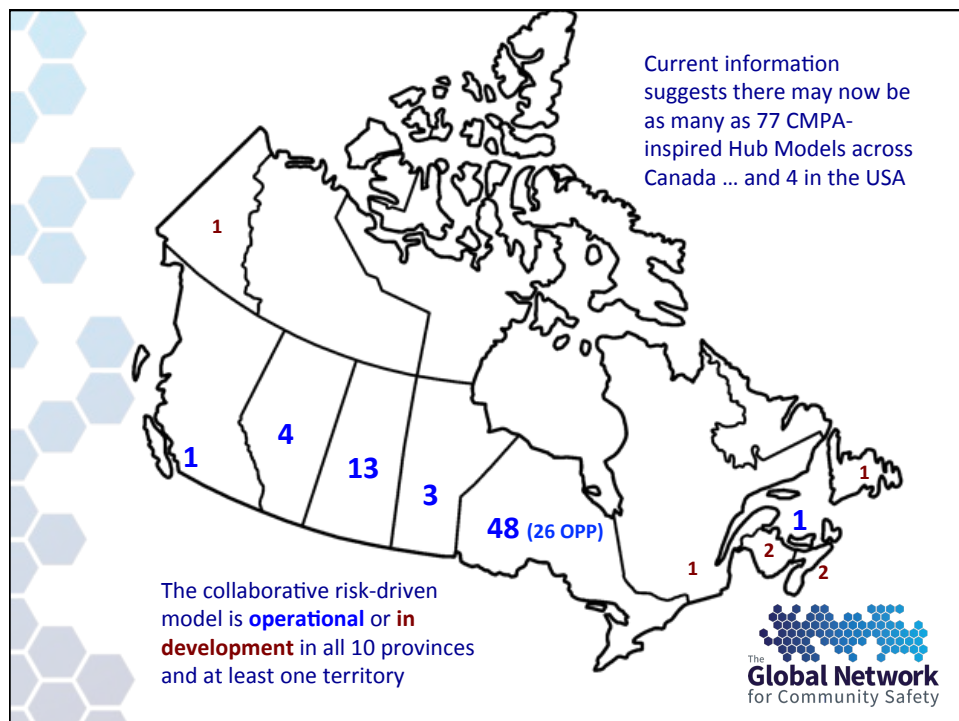 Current information
suggests there may now be
as many as 77 CMPA-
inspired Hub Models across
Canada ... and 4 in the USA
1
4
1
13
3
48 (26 OPP)
1
1
2
1
2
The collaborative risk-driven
model is operational or in
development in all 10 provinces
and at least one territory
The
Global Network
for Community Safety